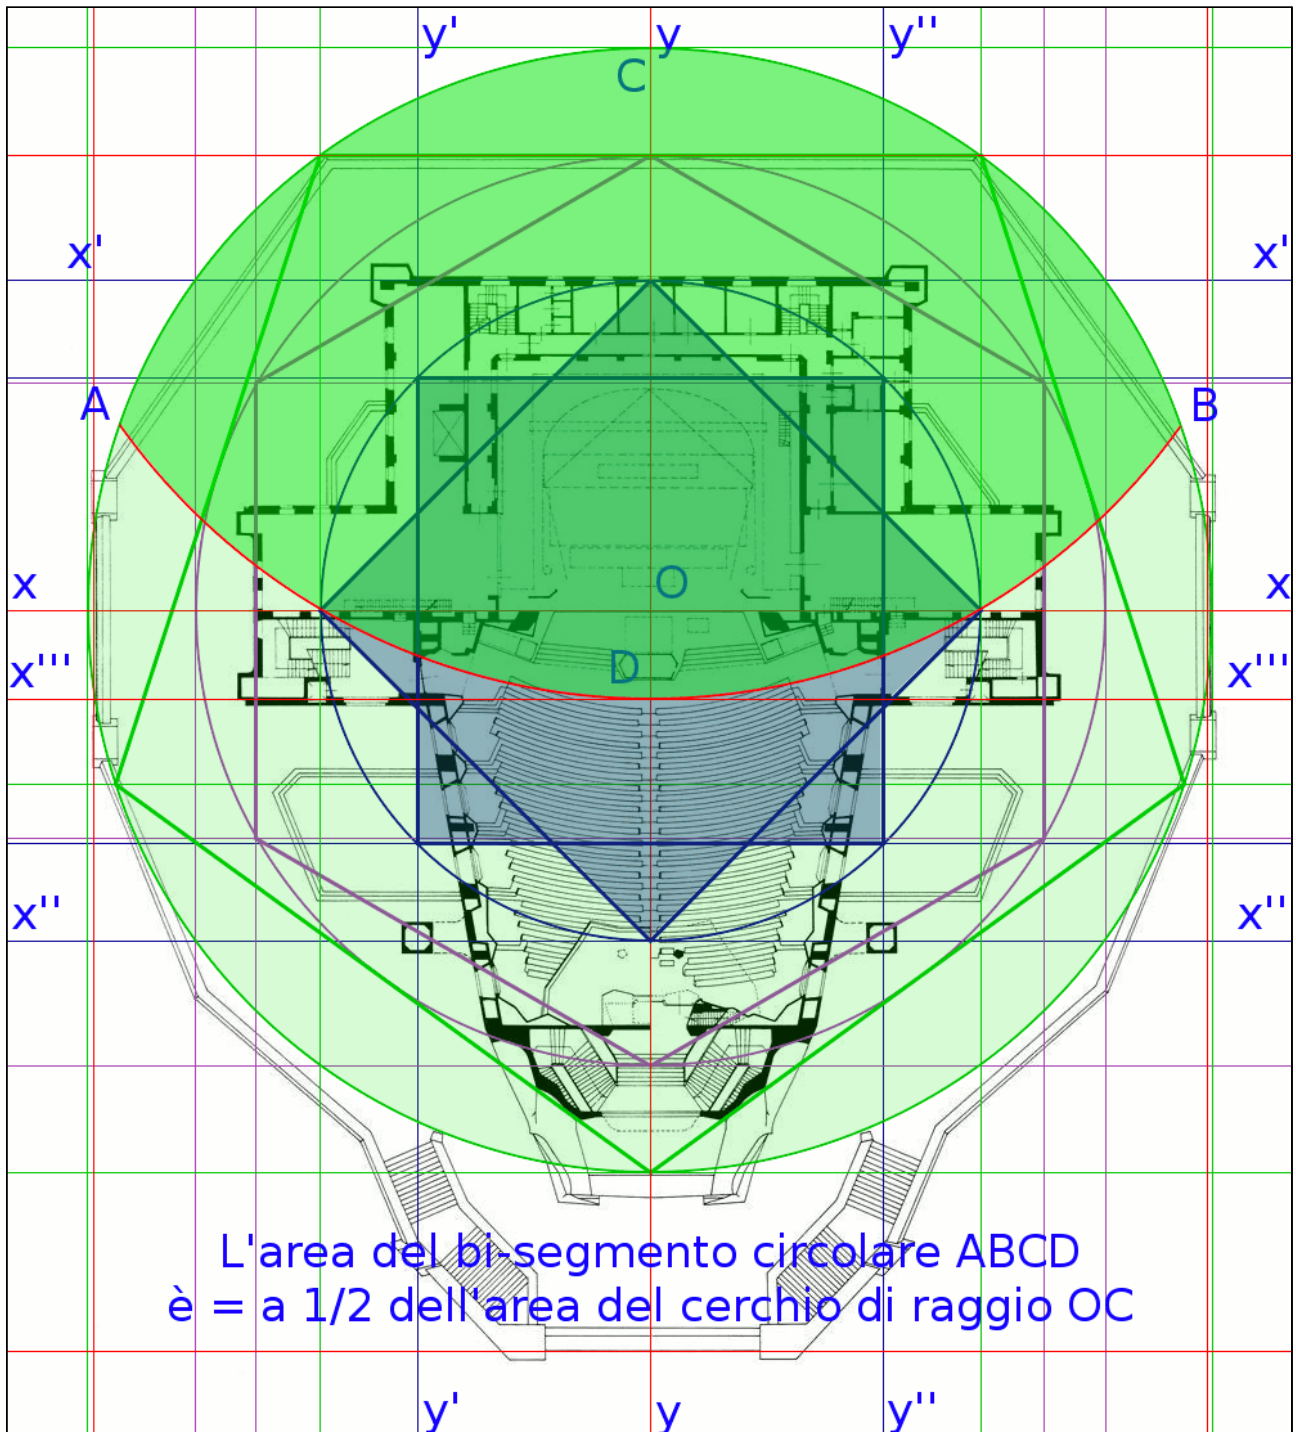 y' y y''
C
x' x'
A B
x O x
x''' D x'''
x'' x''
L'area del bi-segmento circolare ABCD
è = a 1/2 dell'area del cerchio di raggio OC
y' y y''